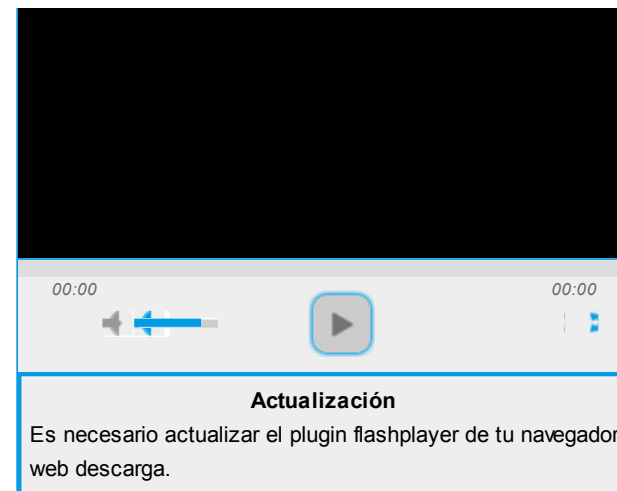 00:00 00:00
Actualización
Es necesario actualizar el plugin flashplayer de tu navegador
web descarga.